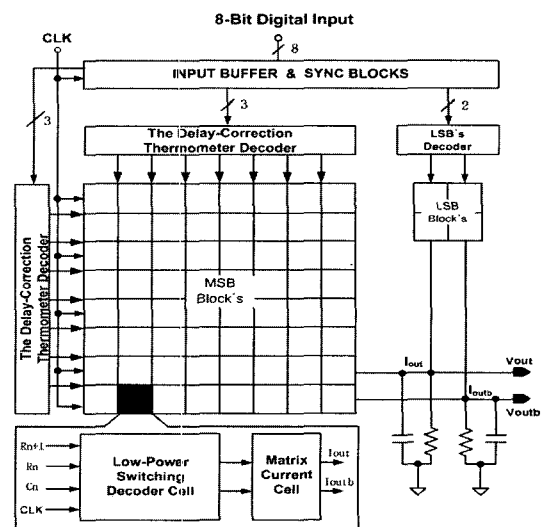 8-Bit Digital Input
CLK
8
INPUT BUFFER & SYNC BLOCKS
3
3
2
The Delay-Correction
Thermometer Decoder
LSB's
Decoder
The Delay-Correction
Thermometer Decoder
LSB
Block's
MSB
Block's
Iout
Vout
Ioutb
Voutb
Rn+1
Rn
Cn
CLK
Low-Power
Switching
Decoder Cell
Matrix
Current
Cell
Iout
Ioutb